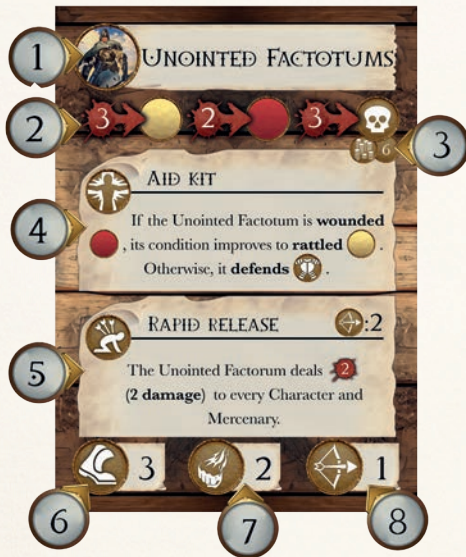 1
UNOINTED FACTOTUMS
2
3 2 3
6
3
AID KIT
4
If the Unointed Factotum is wounded
, its condition improves to rattled .
Otherwise, it defends .
RAPID RELEASE :2
5
The Unointed Factorum deals 2
(2 damage) to every Character and
Mercenary.
3 2 1
6
7
8